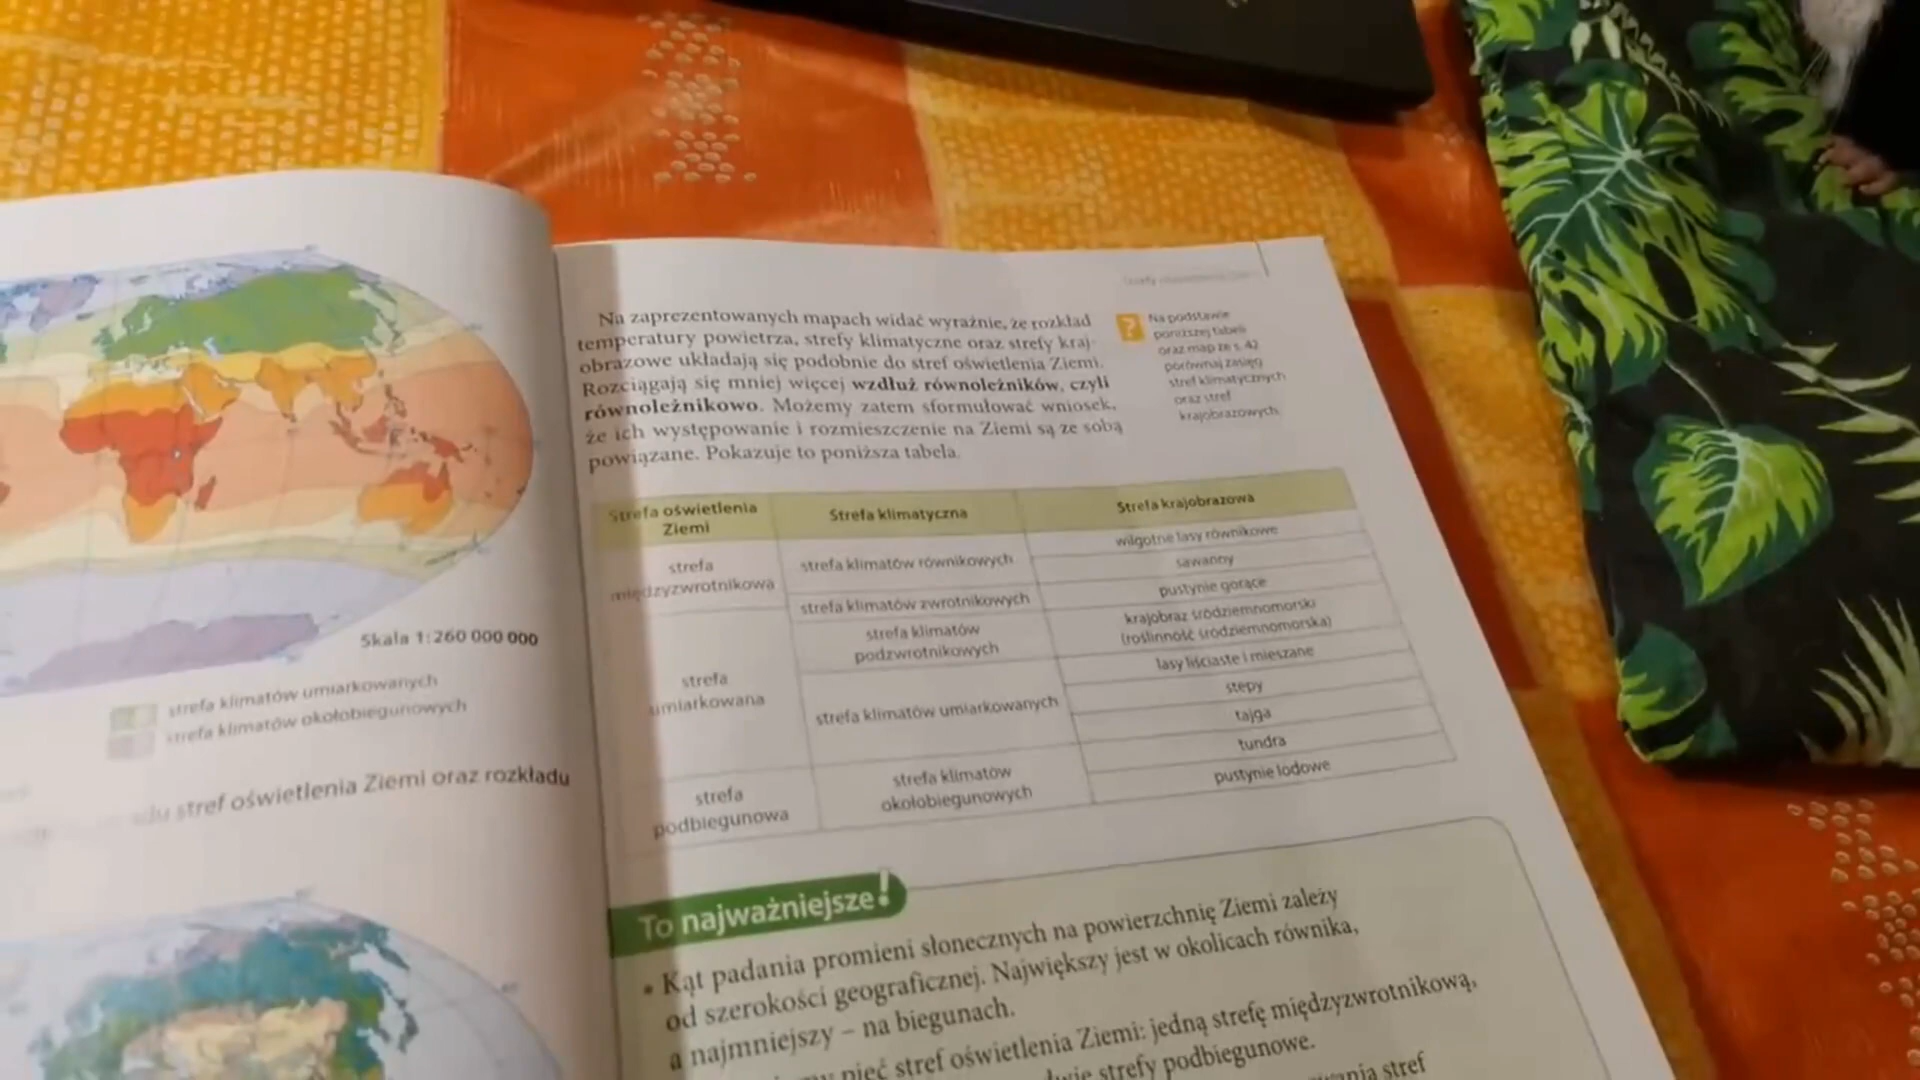 Skala 1:260 000 000
strefa klimatów umiarkowanych
strefa klimatów okołobiegunowych
stref oświetlenia Ziemi oraz rozkładu
Na zaprezentowanych mapach widać wyraźnie, że rozkład
temperatury powietrza, strefy klimatyczne oraz strefy kraj-
obrazowe układają się podobnie do stref oświetlenia Ziemi.
Rozciągają się mniej więcej wzdłuż równoleżników, czyli
równoleżnikowo. Możemy zatem sformułować wniosek,
że ich występowanie i rozmieszczenie na Ziemi są ze sobą
powiązane. Pokazuje to poniższa tabela.
?
Na podstawie
poniższej tabeli
oraz map ze s. 42
porównaj zasięg
stref klimatycznych
oraz stref
krajobrazowych.
Strefa oświetlenia
Ziemi
Strefa klimatyczna
Strefa krajobrazowa
strefa
międzyzwrotnikowa
strefa klimatów równikowych
wilgotne lasy równikowe
sawanny
strefa klimatów zwrotnikowych
pustynie gorące
strefa
umiarkowana
strefa klimatów
podzwrotnikowych
krajobraz śródziemnomorski
(roślinność śródziemnomorska)
strefa klimatów umiarkowanych
lasy liściaste i mieszane
stepy
tajga
strefa
podbiegunowa
strefa klimatów
okołobiegunowych
tundra
pustynie lodowe
To najważniejsze!
• Kąt padania promieni słonecznych na powierzchnię Ziemi zależy
od szerokości geograficznej. Największy jest w okolicach równika,
a najmniejszy – na biegunach.
pięć stref oświetlenia Ziemi: jedną strefę międzyzwrotnikową,
strefy podbiegunowe.
stref